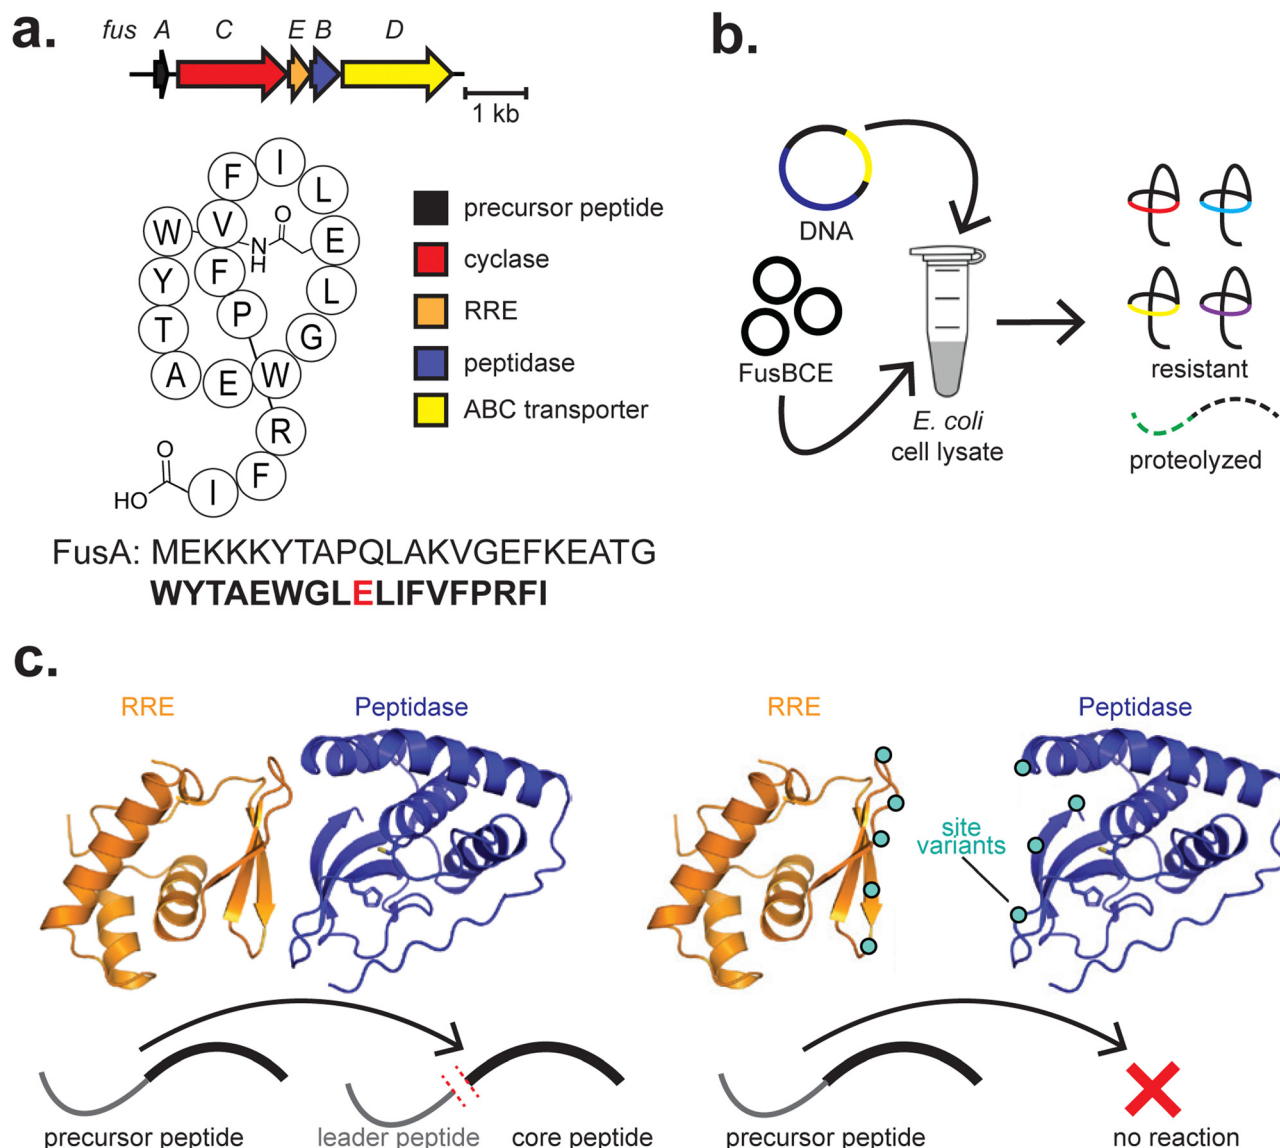 a.
fus A C E B D
1 kb
F I L
W V E
N
H
O
Y F L
T P G
A E W
R
O
HO
I F
precursor peptide
cyclase
RRE
peptidase
ABC transporter
FusA: MEKKKYTAPQLAKVGEFKEATG
WYTAEWGLELIFVFPRFI
b.
DNA
FusBCE
E. coli
cell lysate
resistant
proteolyzed
c.
RRE
Peptidase
RRE
Peptidase
site
variants
precursor peptide
leader peptide
core peptide
precursor peptide
no reaction